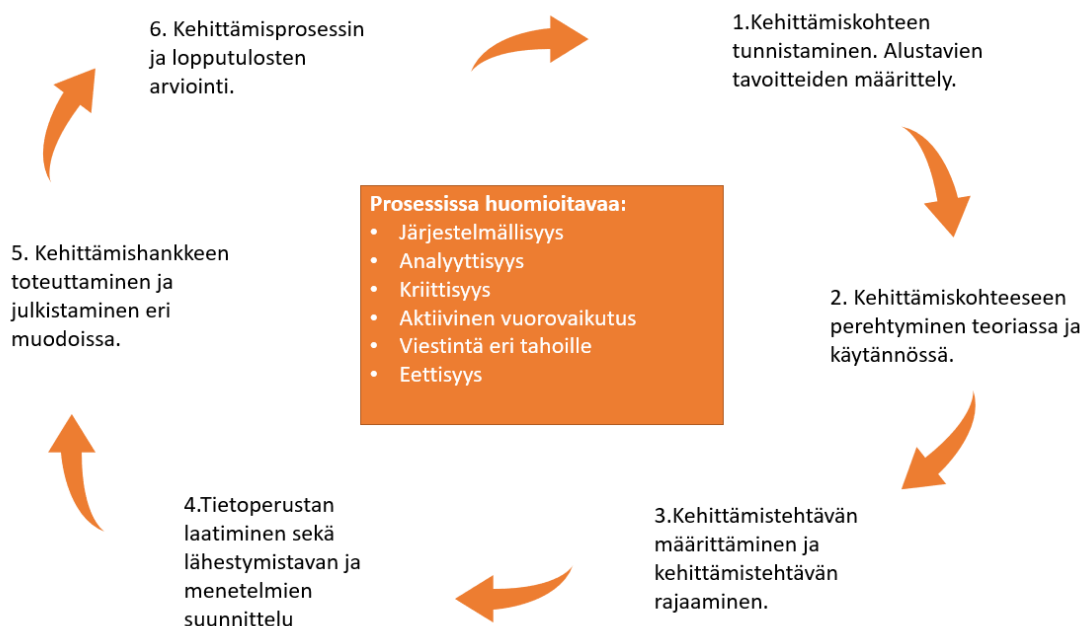 6. Kehittämisprosessin
ja lopputulosten
arviointi.
1.Kehittämiskohteen
tunnistaminen. Alustavien
tavoitteiden määrittely.
Prosessissa huomioitavaa:
• Järjestelmällisyys
• Analyyttisyys
• Kriittisyys
• Aktiivinen vuorovaikutus
• Viestintä eri tahoille
• Eettisyys
5. Kehittämishankkeen
toteuttaminen ja
julkistaminen eri
muodoissa.
2. Kehittämiskohteeseen
perehtyminen teoriassa ja
käytännössä.
4.Tietoperustan
laatiminen sekä
lähestymistavan ja
menetelmien
suunnittelu
3.Kehittämistehtävän
määrittäminen ja
kehittämistehtävän
rajaaminen.